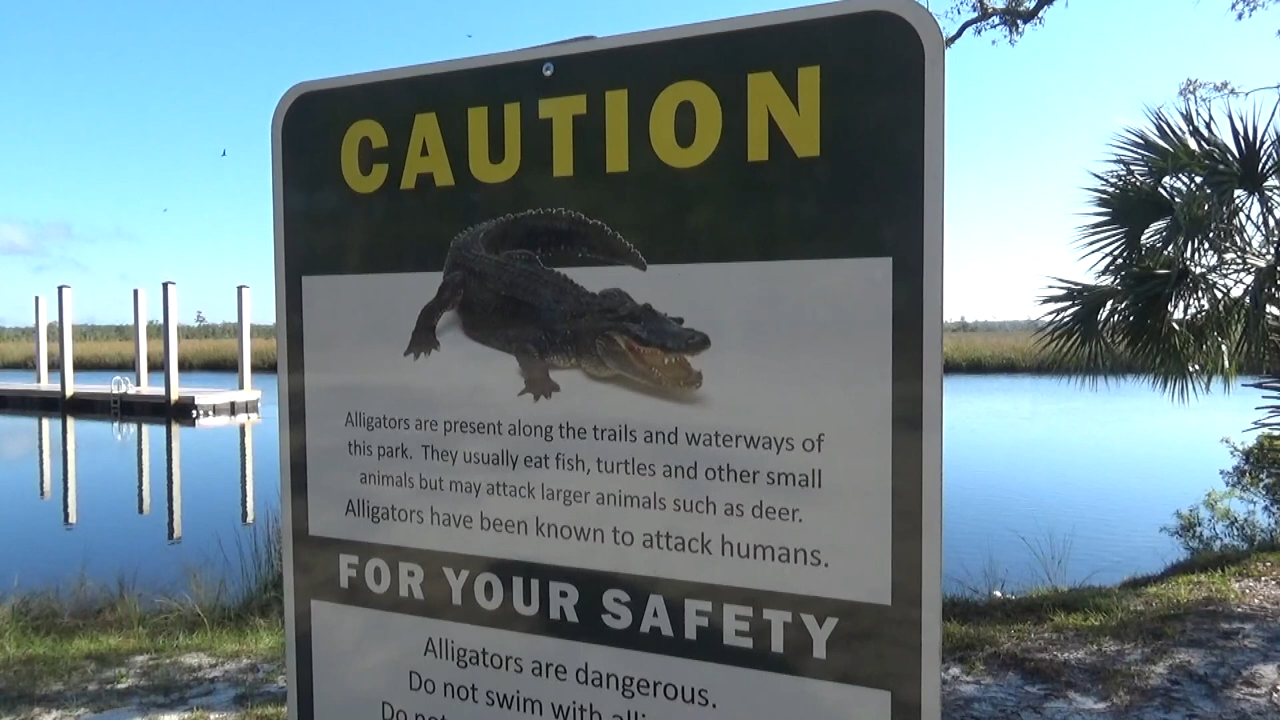 CAUTION
Alligators are present along the trails and waterways of
this park. They usually eat fish, turtles and other small
animals but may attack larger animals such as deer.
Alligators have been known to attack humans.
FOR YOUR SAFETY
Alligators are dangerous.
Do not swim with
Do not